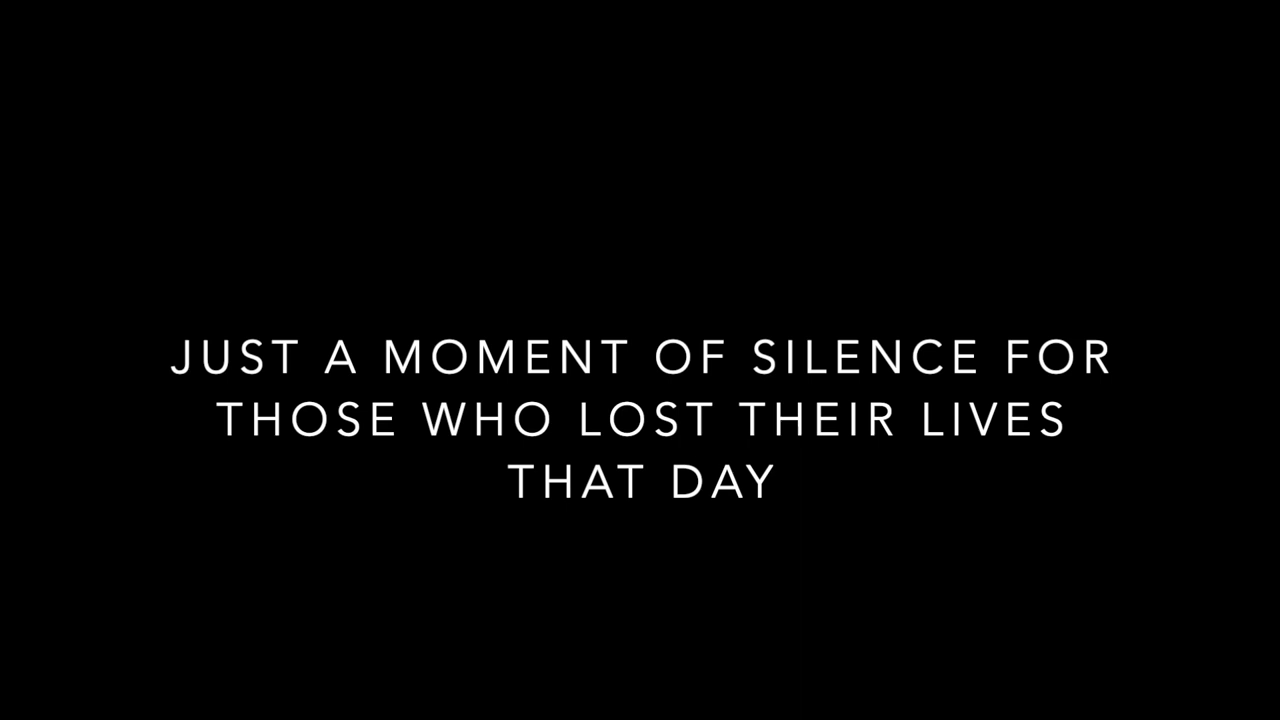 JUST A MOMENT OF SILENCE FOR
THOSE WHO LOST THEIR LIVES
THAT DAY